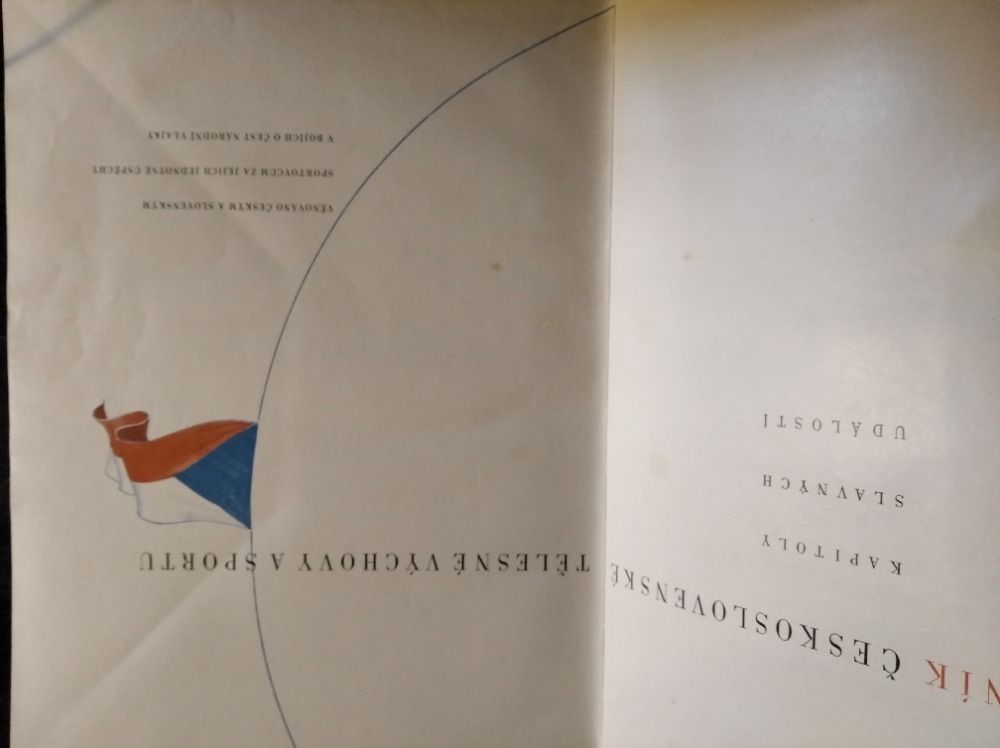 NÍK ČESKOSLOVENSKÉ TĚLESNÉ VÝCHOVY A SPORTU
KAPITOLY
SLAVNÝCH
UDÁLOSTÍ
VĚNOVÁNO ČESKÝM A SLOVENSKÝM
SPORTOVCŮM ZA JEJICH JEDNOTNÉ ÚSPĚCHY
V BOJÍCH O ČEST NÁRODNÍ VLAJKY